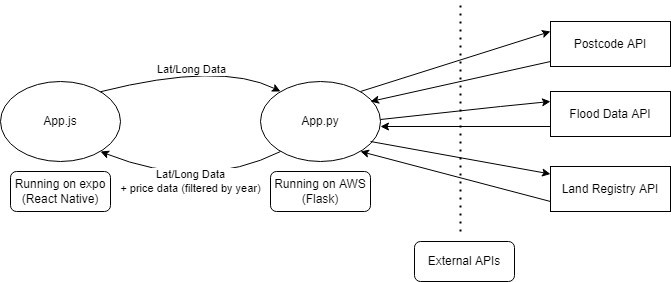 Postcode API
Lat/Long Data
App.js
App.py
Flood Data API
Lat/Long Data
+ price data (filtered by year)
Running on expo
(React Native)
Running on AWS
(Flask)
Land Registry API
External APIs